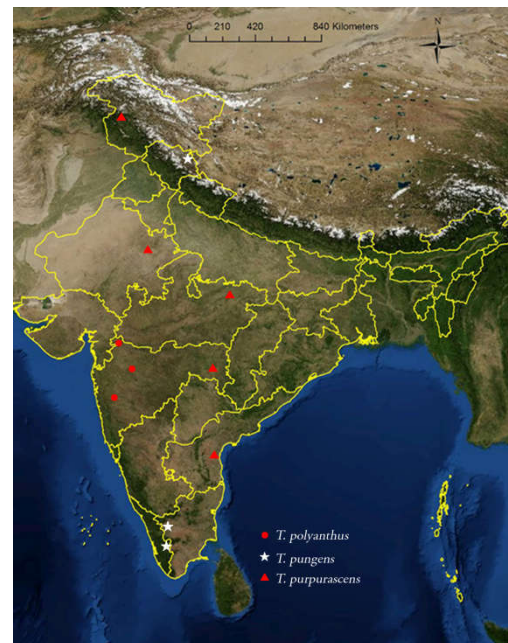 0 210 420 840 Kilometers
N
T. polyanthus
T. pungens
T. purpurascens